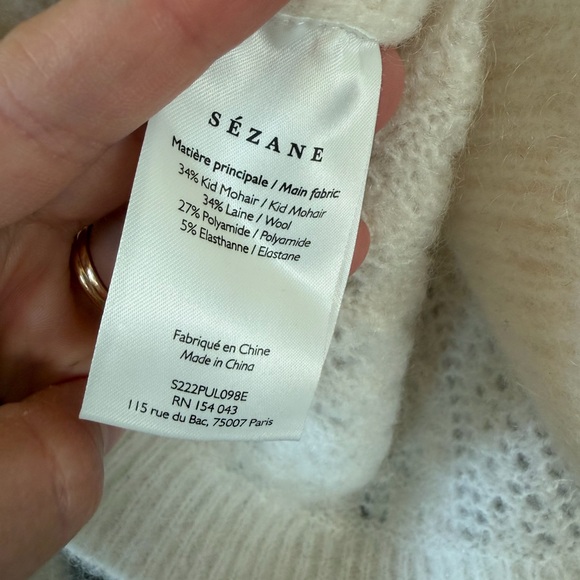 SÉZANE
Matière principale / Main fabric
34% Kid Mohair / Kid Mohair
34% Laine / Wool
27% Polyamide / Polyamide
5% Elasthanne / Elastane
Fabriqué en Chine
Made in China
S222PUL098E
RN 154 043
115 rue du Bac, 75007 Paris